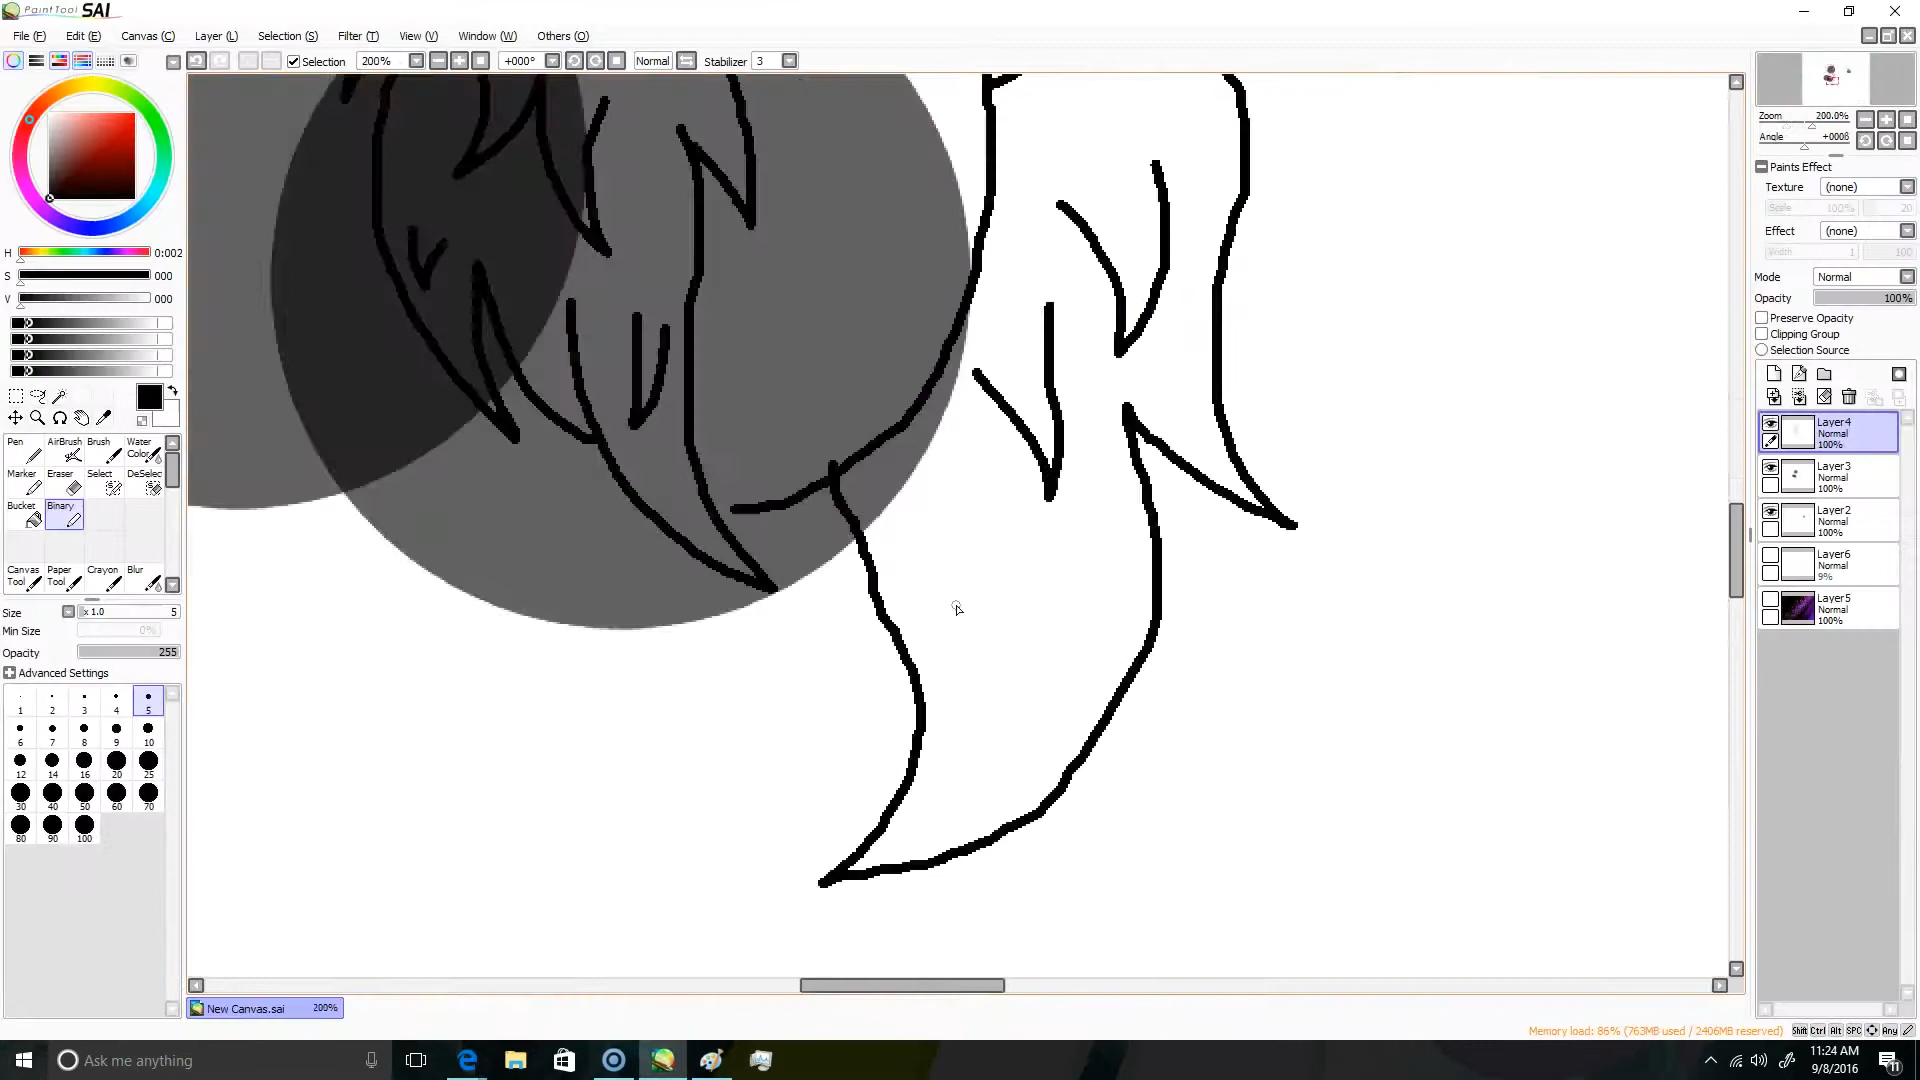 PaintTool SAI
File (F) Edit (E) Canvas (C) Layer (L) Selection (S) Filter (T) View (V) Window (W) Others (O)
Selection 200% +000° Normal Stabilizer 3
Zoom 200.0%
Angle +000ß
Paints Effect
Texture (none)
Scale 100% 20
Effect (none)
Width 1 100
Mode Normal
Opacity 100%
Preserve Opacity
Clipping Group
Selection Source
Layer4
Normal
100%
Layer3
Normal
100%
Layer2
Normal
100%
Layer6
Normal
9%
Layer5
Normal
100%
H 0:002
S 000
V 000
Pen AirBrush Brush Water Color
Marker Eraser Select DeSelec
Bucket Binary
Canvas Tool Paper Tool Crayon Blur
Size x 1.0 5
Min Size 0%
Opacity 255
Advanced Settings
1 2 3 4 5
6 7 8 9 10
12 14 16 20 25
30 40 50 60 70
80 90 100
New Canvas.sai 200%
Memory load: 86% (763MB used / 2406MB reserved) Shift Ctrl Alt SPC Any
Ask me anything
11:24 AM
9/8/2016
11